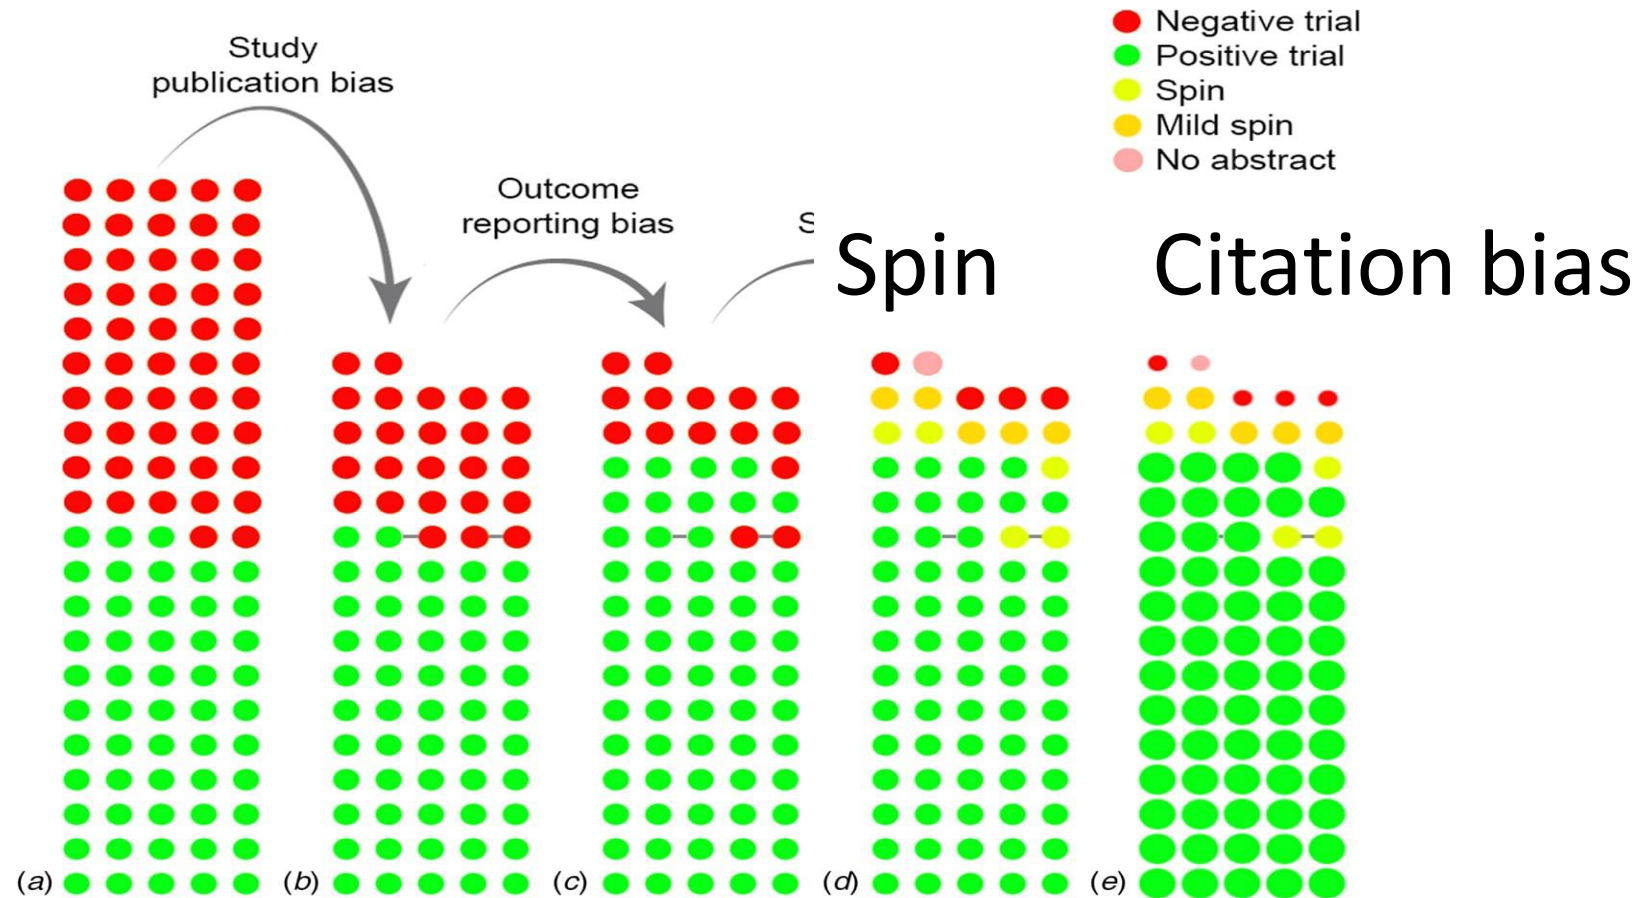 Negative trial
Positive trial
Spin
Mild spin
No abstract
Study
publication bias
Outcome
reporting bias
S
Spin
Citation bias
(a)
(b)
(c)
(d)
(e)